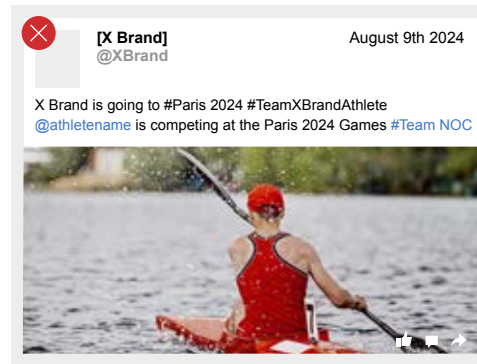 [X Brand]
August 9th 2024
@XBrand
X Brand is going to #Paris 2024 #TeamXBrandAthlete
@athletename is competing at the Paris 2024 Games #Team NOC